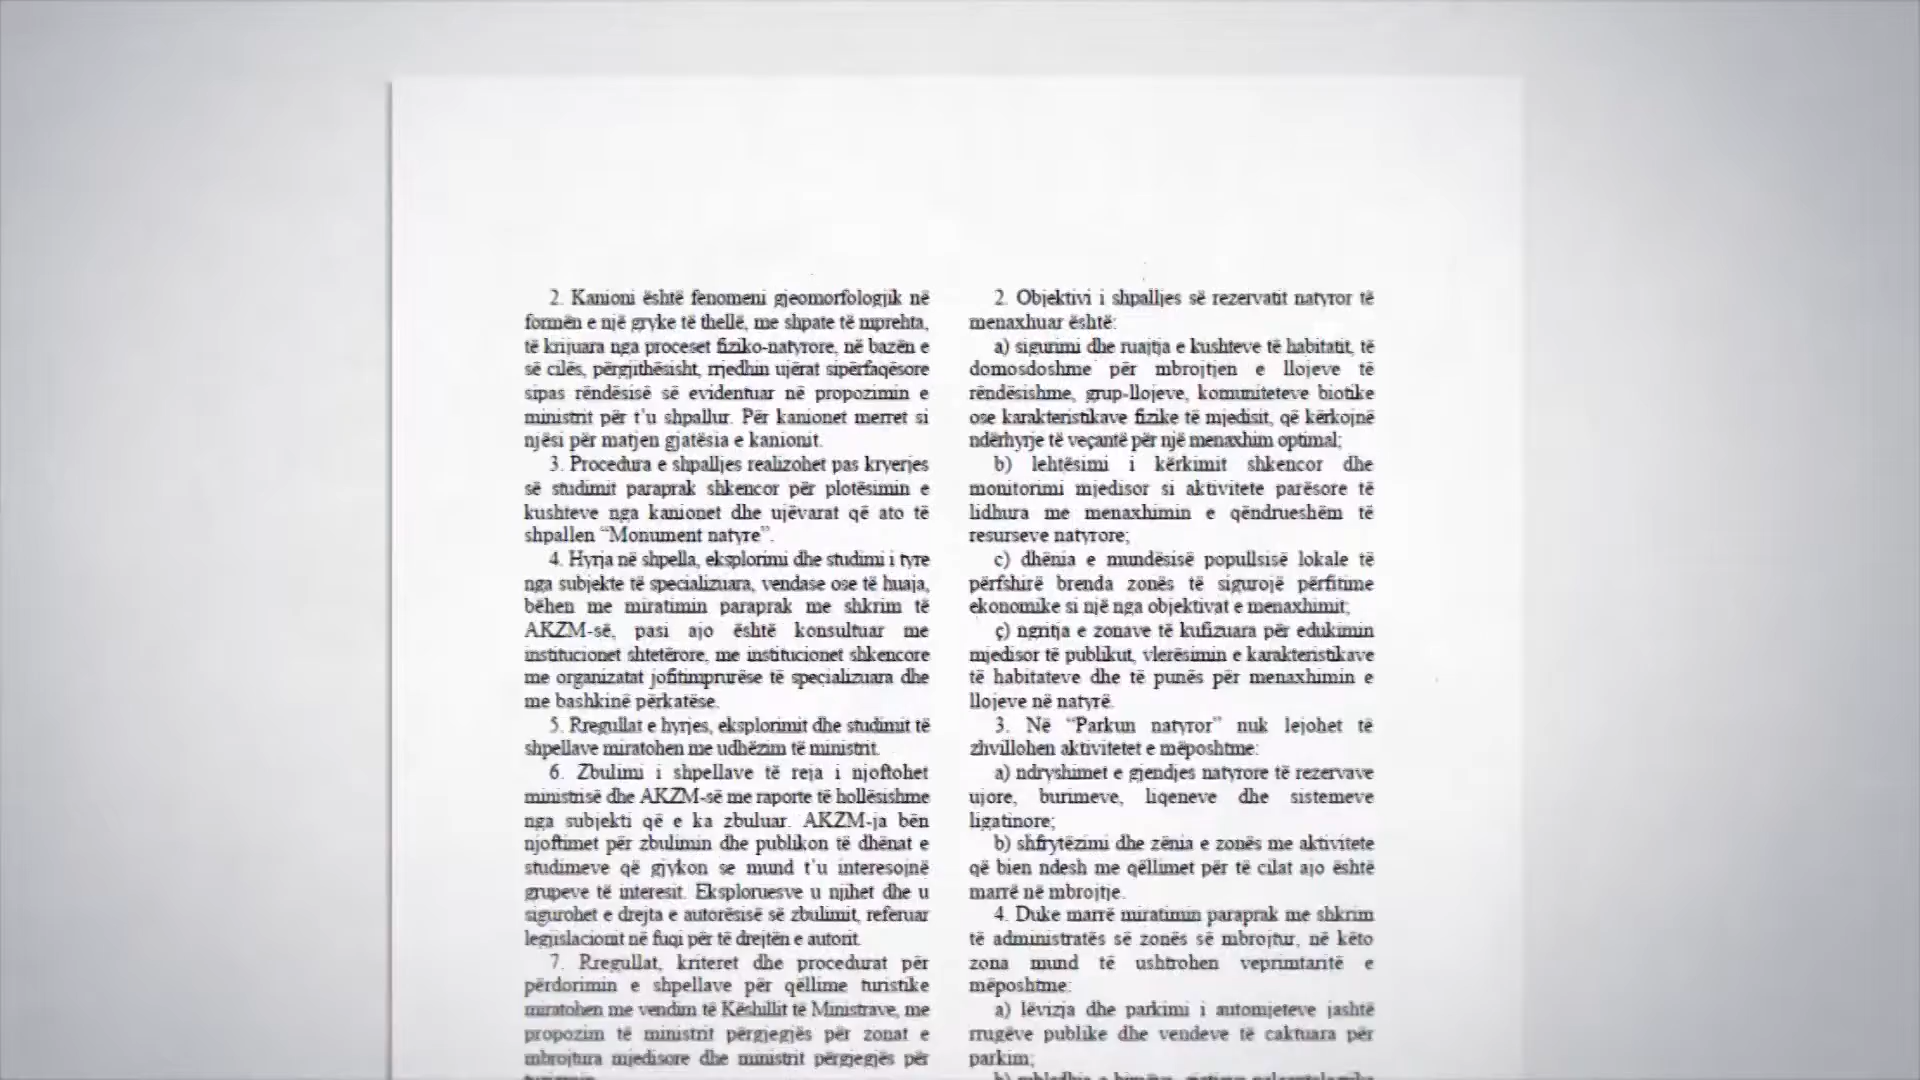 2. Kanioni është fenomeni gjeomorfologjik në
formën e një gryke të thellë, me shpate të mprehta,
të krijuara nga proceset fiziko-natyrore, në bazën e
së cilës, përgjithësisht, rrjedhin ujërat sipërfaqësore
sipas rëndësisë së evidentuar në propozimin e
ministrit për t'u shpallur. Për kanionet merret si
njësi për matjen gjatësia e kanionit.
3. Procedura e shpalljes realizohet pas kryerjes
së studimit paraprak shkencor për plotësimin e
kushteve nga kanionet dhe ujëvarat që ato të
shpallen “Monument natyre”.
4. Hyrja në shpella, eksplorimi dhe studimi i tyre
nga subjekte të specializuara, vendase ose të huaja,
bëhen me miratimin paraprak me shkrim të
AKZM-së, pasi ajo është konsultuar me
institucionet shtetërore, me institucionet shkencore
me organizatat jofitimprurëse të specializuara dhe
me bashkinë përkatëse.
5. Rregullat e hyrjes, eksplorimit dhe studimit të
shpellave miratohen me udhëzim të ministrit.
6. Zbulimi i shpellave të reja i njoftohet
ministrisë dhe AKZM-së me raporte të hollësishme
nga subjekti që e ka zbuluar. AKZM-ja bën
njoftimet për zbulimin dhe publikon të dhënat e
studimeve që gjykon se mund t'u interesojnë
grupeve të interesit. Eksploruesve u njihet dhe u
sigurohet e drejta e autorësisë së zbulimit, referuar
legjislacionit në fuqi për të drejtën e autorit.
7. Rregullat, kriteret dhe procedurat për
përdorimin e shpellave për qëllime turistike
miratohen me vendim të Këshillit të Ministrave, me
propozim të ministrit përgjegjës për zonat e
mbrojtura mjedisore dhe ministrit përgjegjës për
2. Objektivi i shpalljes së rezervatit natyror të
menaxhuar është:
a) sigurimi dhe ruajtja e kushteve të habitatit, të
domosdoshme për mbrojtjen e llojeve të
rëndësishme, grup-llojeve, komuniteteve biotike
ose karakteristikave fizike të mjedisit, që kërkojnë
ndërhyrje të veçantë për një menaxhim optimal;
b) lehtësimi i kërkimit shkencor dhe
monitorimi mjedisor si aktivitete parësore të
lidhura me menaxhimin e qëndrueshëm të
resurseve natyrore;
c) dhënia e mundësisë popullsisë lokale të
përfshirë brenda zonës të sigurojë përfitime
ekonomike si një nga objektivat e menaxhimit;
ç) ngritja e zonave të kufizuara për edukimin
mjedisor të publikut, vlerësimin e karakteristikave
të habitateve dhe të punës për menaxhimin e
llojeve në natyrë.
3. Në “Parkun natyror” nuk lejohet të
zhvillohen aktivitetet e mëposhtme:
a) ndryshimet e gjendjes natyrore të rezervave
ujore, burimeve, liqeneve dhe sistemeve
ligatinore;
b) shfrytëzimi dhe zënia e zonës me aktivitete
që bien ndesh me qëllimet për të cilat ajo është
marrë në mbrojtje.
4. Duke marrë miratimin paraprak me shkrim
të administratës së zonës së mbrojtur, në këto
zona mund të ushtrohen veprimtaritë e
mëposhtme:
a) lëvizja dhe parkimi i automjeteve jashtë
rrugëve publike dhe vendeve të caktuara për
parkim;